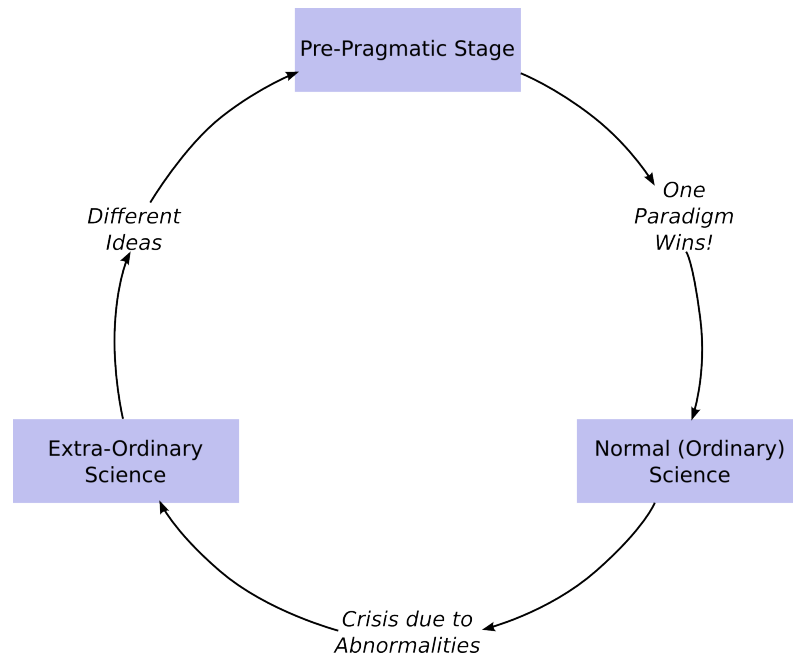 Pre-Pragmatic Stage
One
Paradigm
Wins!
Different
Ideas
Extra-Ordinary
Science
Normal (Ordinary)
Science
Crisis due to
Abnormalities